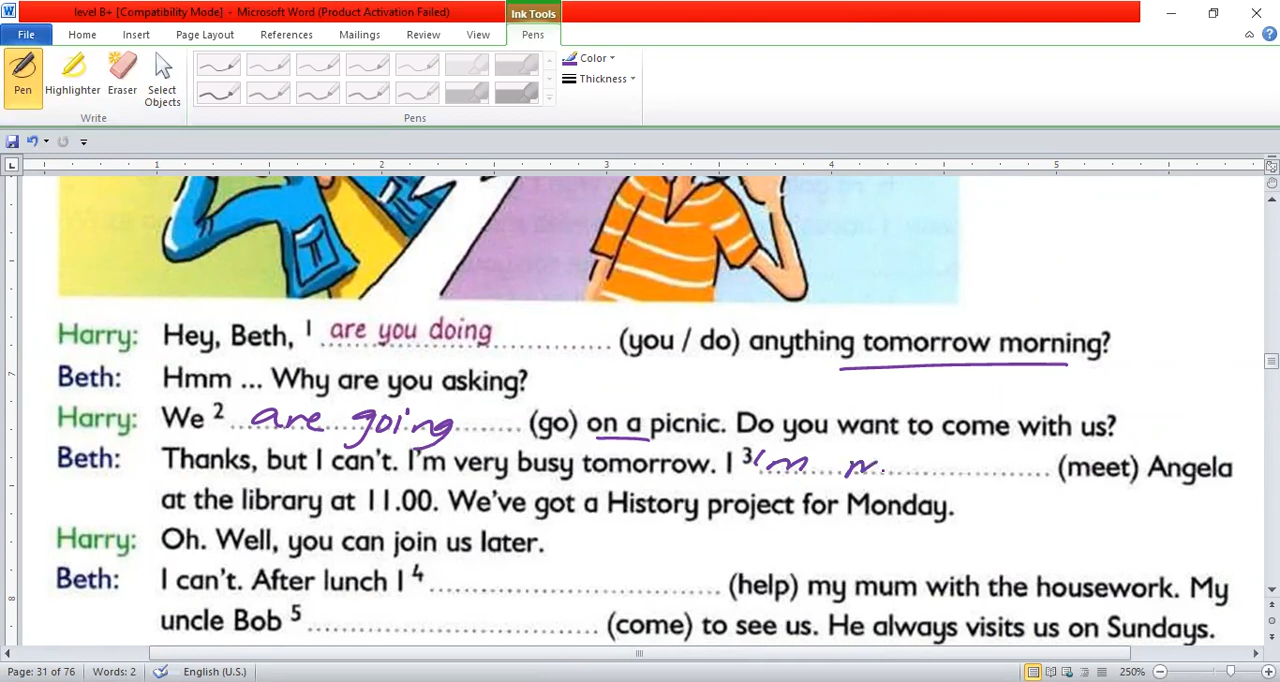 level B+ [Compatibility Mode] - Microsoft Word (Product Activation Failed)
Ink Tools
File Home Insert Page Layout References Mailings Review View Pens
Pen Highlighter Eraser Select Objects
Color
Thickness
Write Pens
1 2 3 4 5
Harry: Hey, Beth, 1 are you doing (you / do) anything tomorrow morning?
Beth: Hmm ... Why are you asking?
Harry: We 2 are going (go) on a picnic. Do you want to come with us?
Beth: Thanks, but I can't. I'm very busy tomorrow. I 3 'm m (meet) Angela
at the library at 11.00. We've got a History project for Monday.
Harry: Oh. Well, you can join us later.
Beth: I can't. After lunch I 4 (help) my mum with the housework. My
uncle Bob 5 (come) to see us. He always visits us on Sundays.
Page: 31 of 76 Words: 2 English (U.S.) 250%